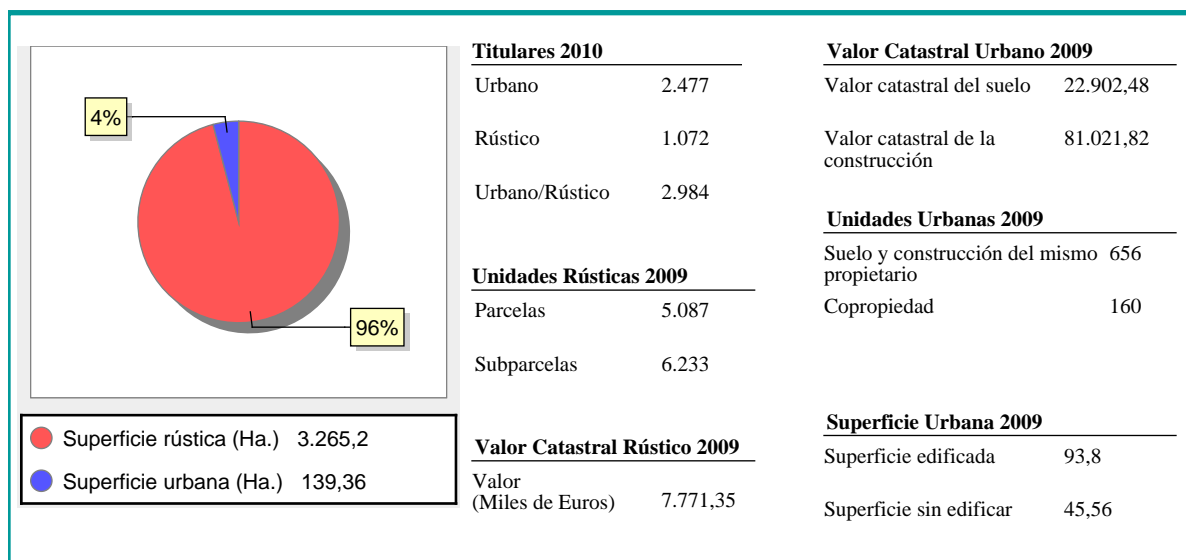 4%
96%
Superficie rústica (Ha.) 3.265,2
Superficie urbana (Ha.) 139,36
Titulares 2010
Urbano 2.477
Rústico 1.072
Urbano/Rústico 2.984
Unidades Rústicas 2009
Parcelas 5.087
Subparcelas 6.233
Valor Catastral Rústico 2009
Valor
(Miles de Euros) 7.771,35
Valor Catastral Urbano 2009
Valor catastral del suelo 22.902,48
Valor catastral de la 81.021,82
construcción
Unidades Urbanas 2009
Suelo y construcción del mismo 656
propietario
Copropiedad 160
Superficie Urbana 2009
Superficie edificada 93,8
Superficie sin edificar 45,56